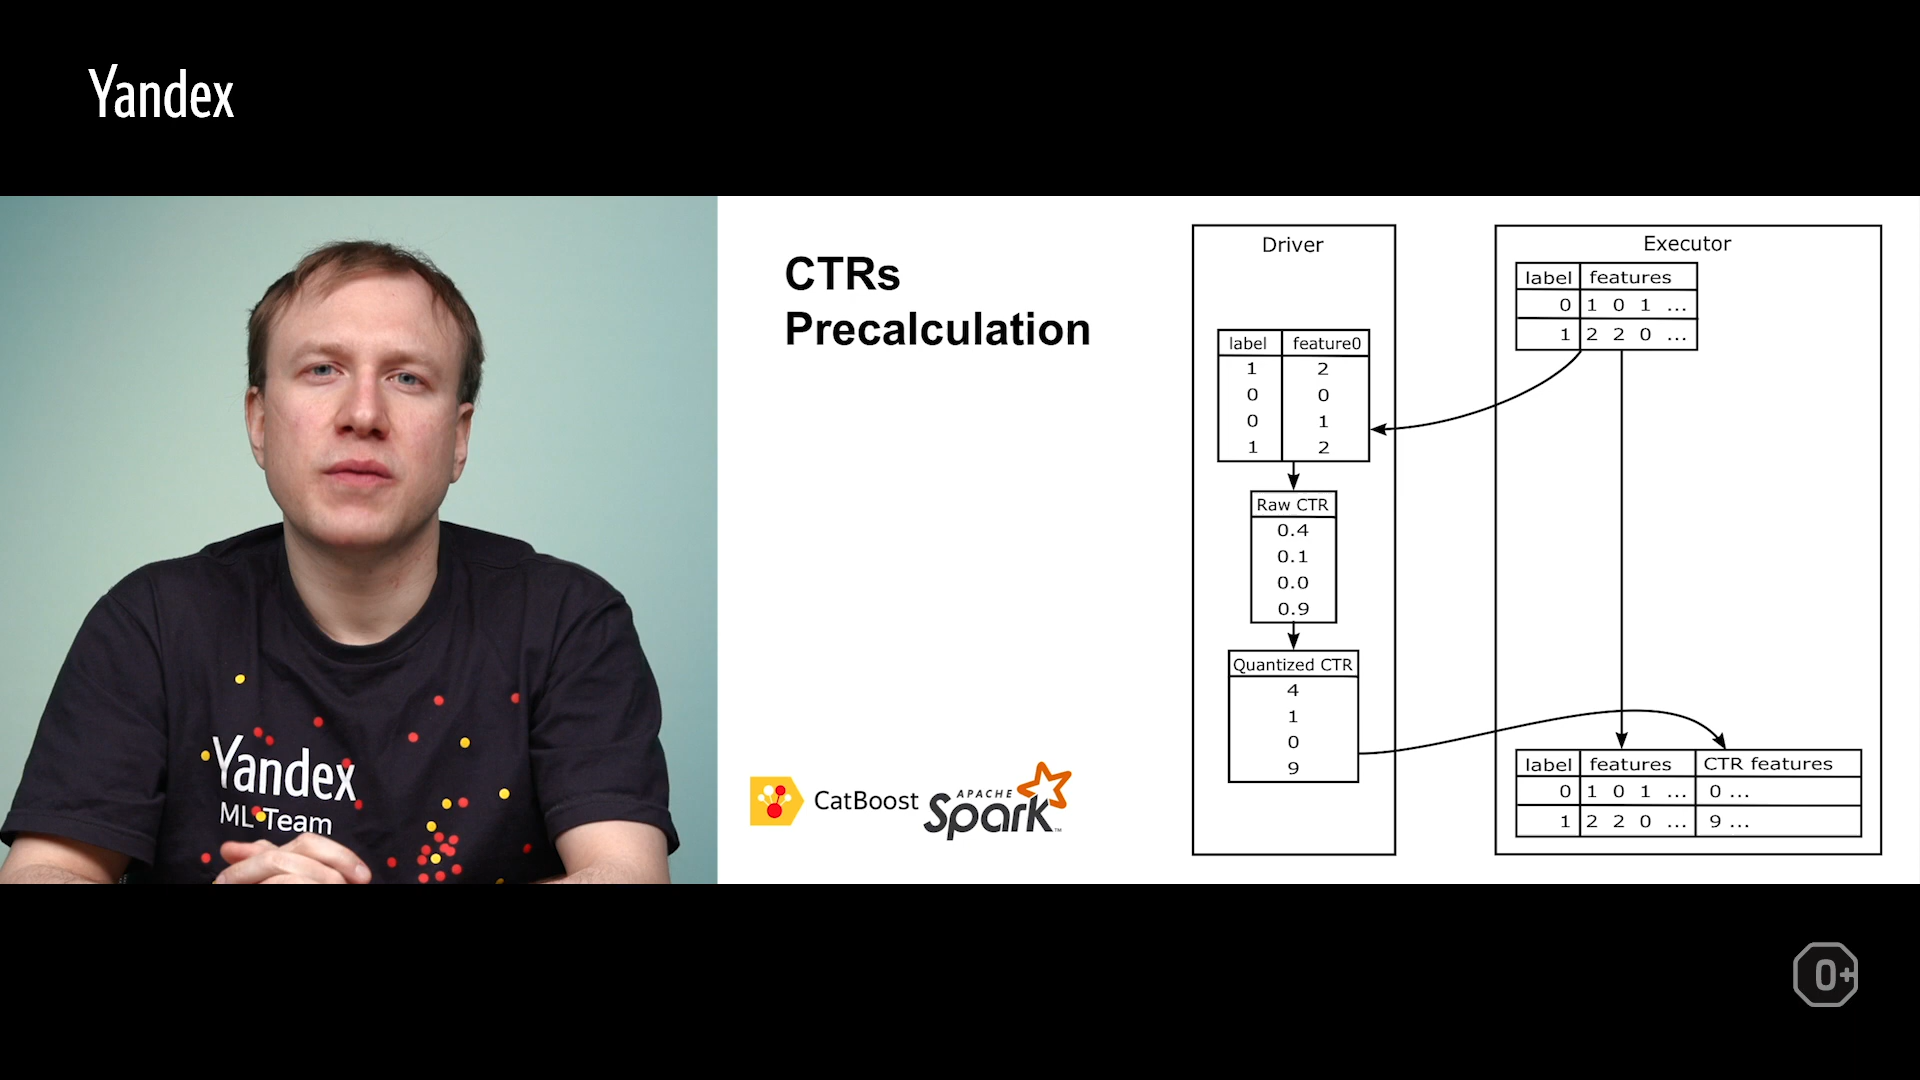 Yandex
CTRs
Precalculation
Yandex
ML Team
CatBoost
APACHE
Spark™
Driver
label feature0
1 2
0 0
0 1
1 2
Raw CTR
0.4
0.1
0.0
0.9
Quantized CTR
4
1
0
9
Executor
label features
0 1 0 1 ...
1 2 2 0 ...
label features CTR features
0 1 0 1 ... 0 ...
1 2 2 0 ... 9 ...
0+